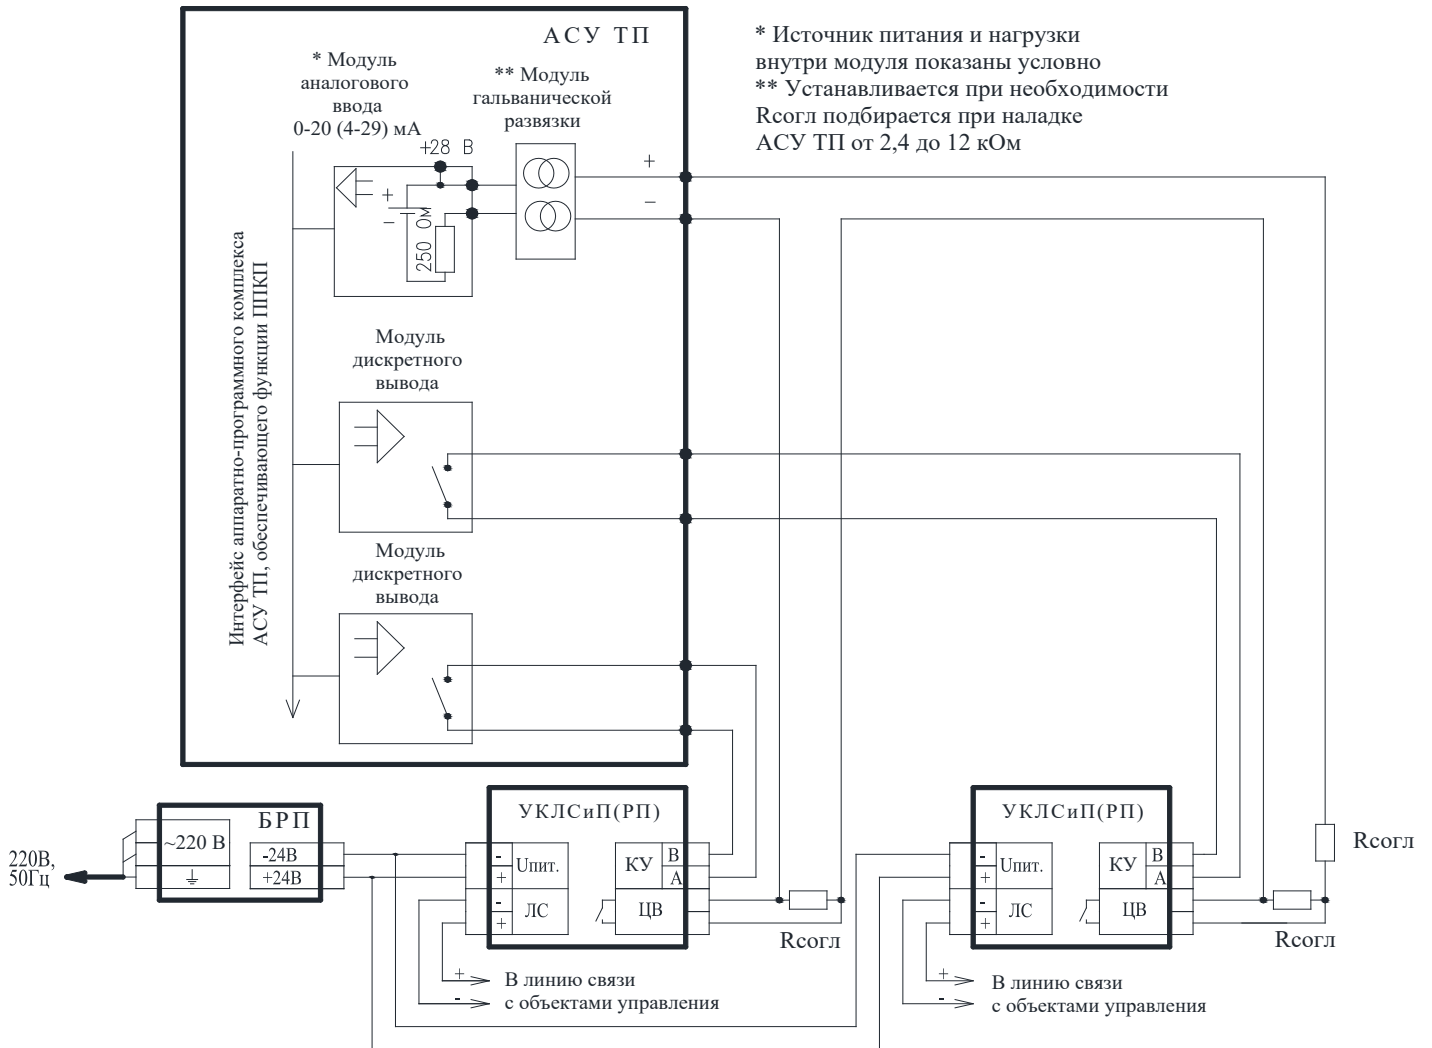 АСУ ТП
* Модуль
аналогового
ввода
0-20 (4-29) мА
** Модуль
гальванической
развязки
* Источник питания и нагрузки
внутри модуля показаны условно
** Устанавливается при необходимости
Rсогл подбирается при наладке
АСУ ТП от 2,4 до 12 кОм
+28 В
+
-
250 Ом
+
-
Интерфейс аппаратно-программного комплекса
АСУ ТП, обеспечивающего функции ППКП
Модуль
дискретного
вывода
Модуль
дискретного
вывода
220В,
50Гц
БРП
~220 В
-24В
+24В
УКЛСиП(РП)
-
+
Uпит.
-
+
ЛС
КУ
В
А
ЦВ
Rсогл
+
-
В линию связи
с объектами управления
УКЛСиП(РП)
-
+
Uпит.
-
+
ЛС
КУ
В
А
ЦВ
Rсогл
Rсогл
+
-
В линию связи
с объектами управления